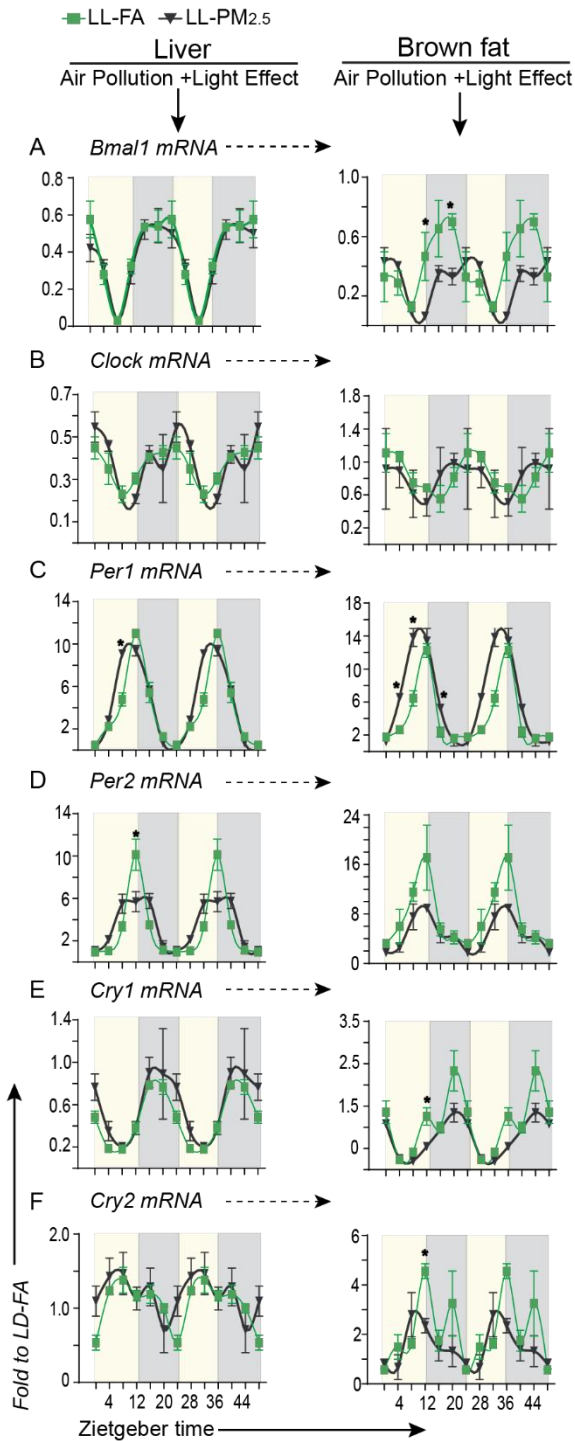 LL-FA LL-PM2.5
Liver Brown fat
Air Pollution +Light Effect Air Pollution +Light Effect
A Bmal1 mRNA
0.8 0.6 0.4 0.2 0
1.0 0.6 0.4 0.2
* *
B Clock mRNA
0.7 0.5 0.3 0.1
1.8 1.4 1.0 0.6 0.2
C Per1 mRNA
14 10 6 2
18 14 10 6 2
* * * *
D Per2 mRNA
14 10 6 2
24 16 8 0
*
E Cry1 mRNA
1.4 1.0 0.6 0.2
3.5 1.5 0
*
F Cry2 mRNA
2.0 1.0 0
6 4 2 0
*
4 12 20 28 36 44 4 12 20 28 36 44
Fold to LD-FA
Zietgeber time